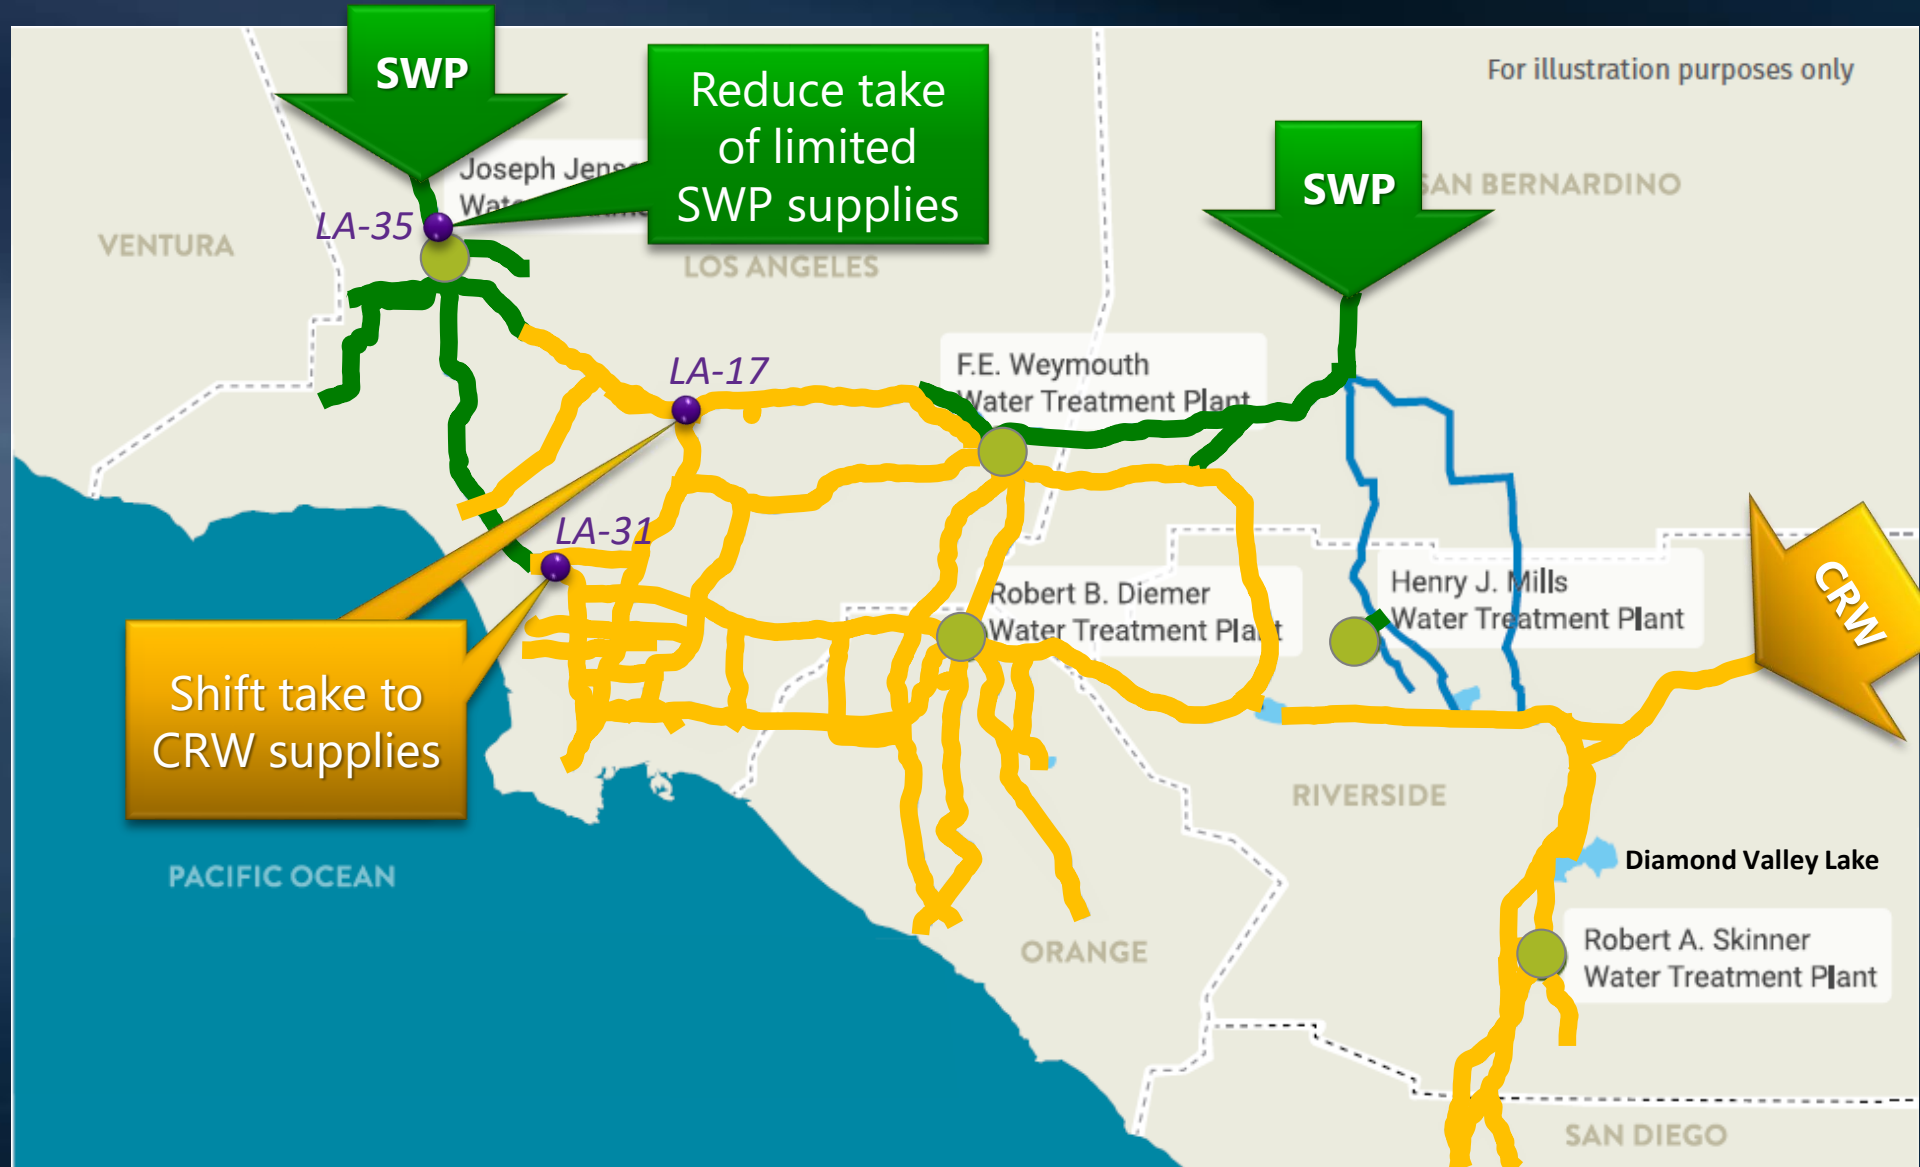 SWP
Reduce take
of limited
SWP supplies
For illustration purposes only
Joseph
LA-35
VENTURA
LOS ANGELES
SWP
SAN BERNARDINO
LA-17
F.E. Weymouth
Water Treatment Plant
LA-31
Robert B. Diemer
Water Treatment Plant
Henry J. Mills
Water Treatment Plant
CRW
Shift take to
CRW supplies
RIVERSIDE
PACIFIC OCEAN
Diamond Valley Lake
ORANGE
Robert A. Skinner
Water Treatment Plant
SAN DIEGO